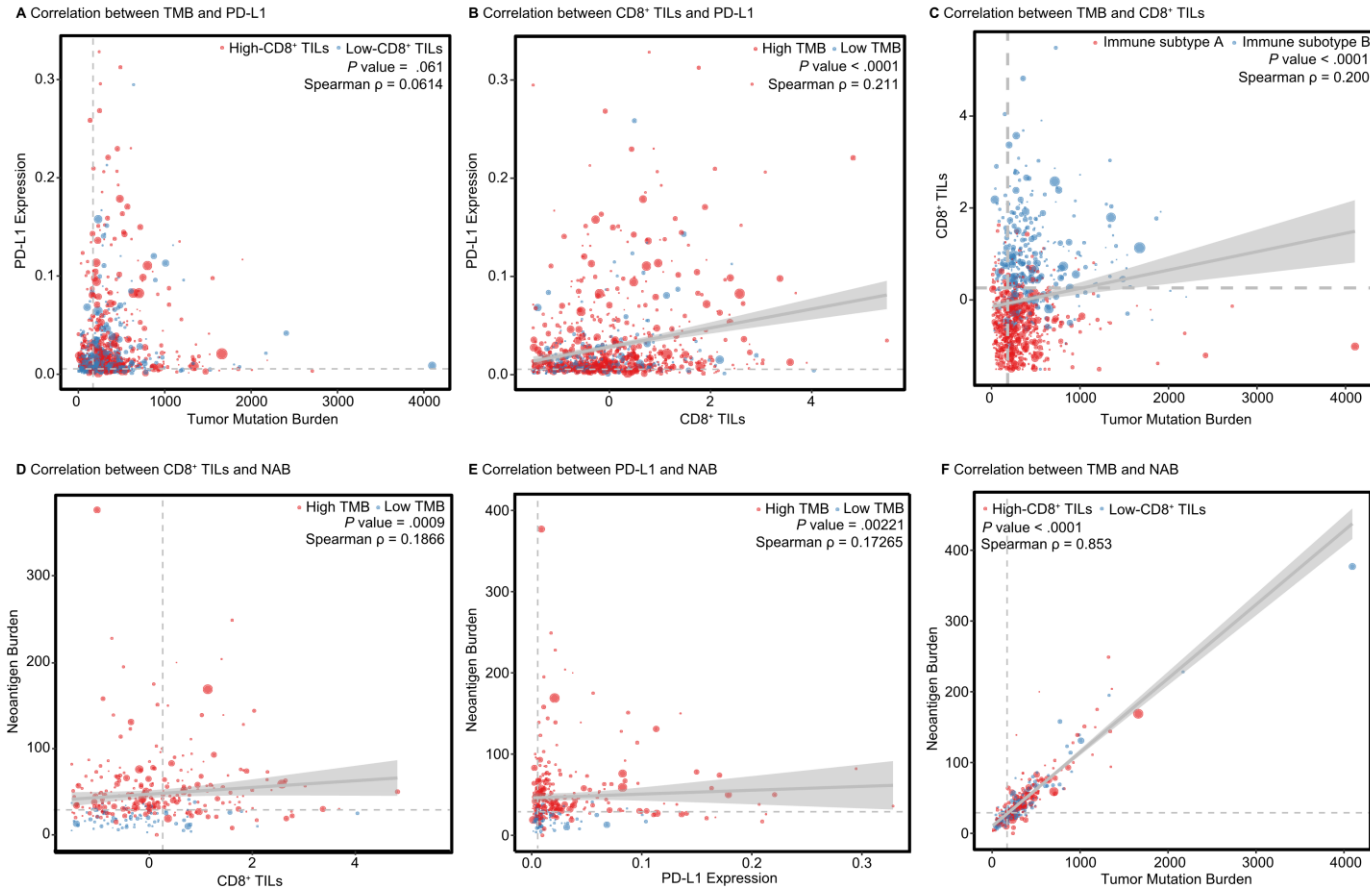 A Correlation between TMB and PD-L1
High-CD8⁺ TILs Low-CD8⁺ TILs
P value = .061
Spearman ρ = 0.0614
PD-L1 Expression
0.3
0.2
0.1
0.0
0 1000 2000 3000 4000
Tumor Mutation Burden
B Correlation between CD8⁺ TILs and PD-L1
High TMB Low TMB
P value < .0001
Spearman ρ = 0.211
PD-L1 Expression
0.3
0.2
0.1
0.0
0 2 4
CD8⁺ TILs
C Correlation between TMB and CD8⁺ TILs
Immune subtype A Immune subotype B
P value < .0001
Spearman ρ = 0.200
CD8⁺ TILs
4
2
0
0 1000 2000 3000 4000
Tumor Mutation Burden
D Correlation between CD8⁺ TILs and NAB
High TMB Low TMB
P value = .0009
Spearman ρ = 0.1866
Neoantigen Burden
300
200
100
0
0 2 4
CD8⁺ TILs
E Correlation between PD-L1 and NAB
High TMB Low TMB
P value = .00221
Spearman ρ = 0.17265
Neoantigen Burden
400
300
200
100
0
0.0 0.1 0.2 0.3
PD-L1 Expression
F Correlation between TMB and NAB
High-CD8⁺ TILs Low-CD8⁺ TILs
P value < .0001
Spearman ρ = 0.853
Neoantigen Burden
400
300
200
100
0
0 1000 2000 3000 4000
Tumor Mutation Burden